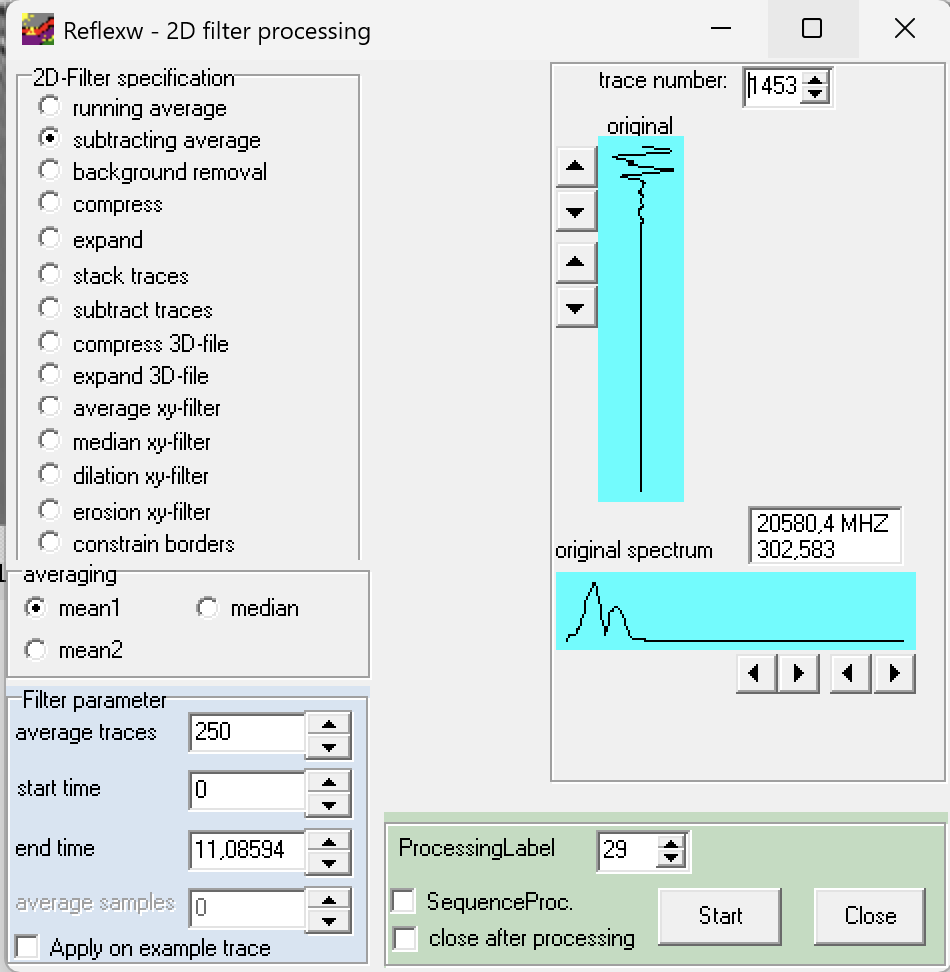 Reflexw - 2D filter processing
2D-Filter specification
running average
subtracting average
background removal
compress
expand
stack traces
subtract traces
compress 3D-file
expand 3D-file
average xy-filter
median xy-filter
dilation xy-filter
erosion xy-filter
constrain borders
averaging
mean1
median
mean2
Filter parameter
average traces
250
start time
0
end time
11,08594
average samples
0
Apply on example trace
trace number:
1453
original
20580,4 MHZ
302,583
original spectrum
ProcessingLabel
29
SequenceProc.
close after processing
Start
Close